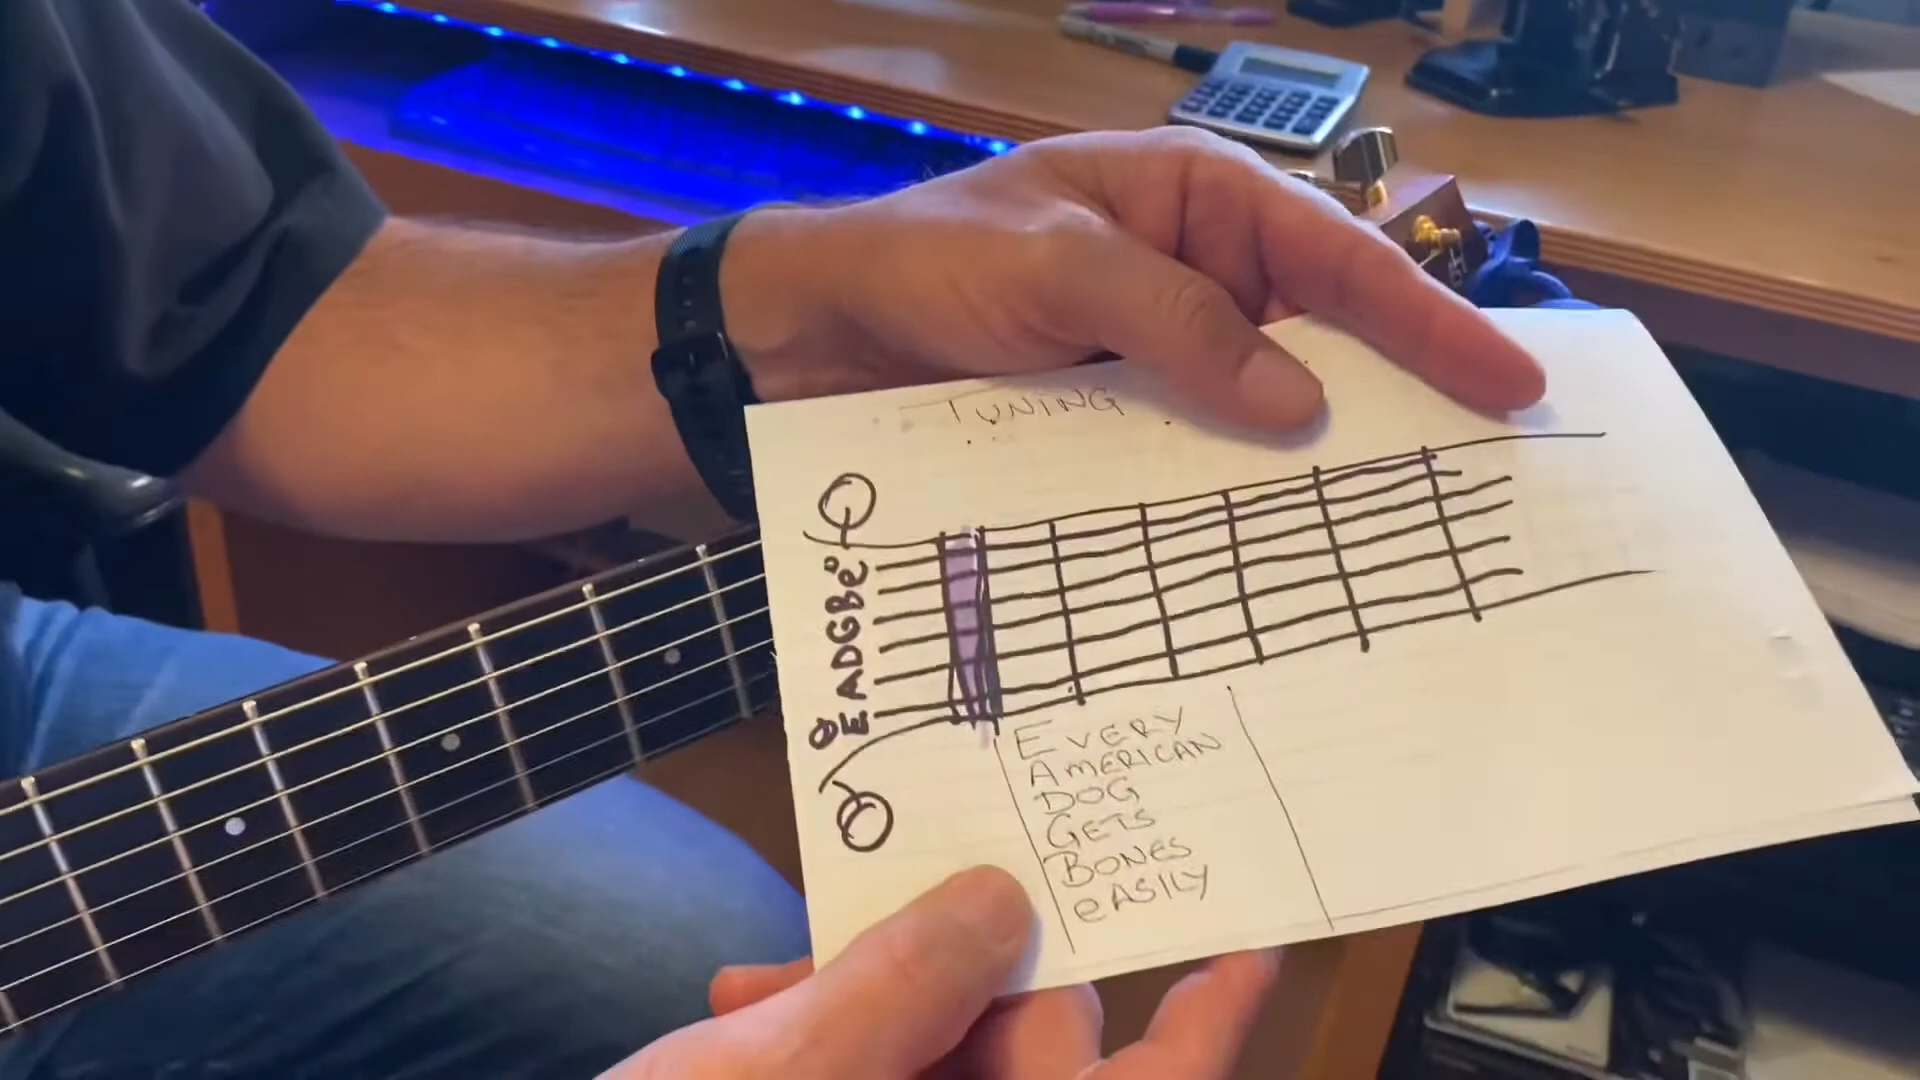 TUNING
EADGBe
EVERY
AMERICAN
DOG
GETS
BONES
eASILY